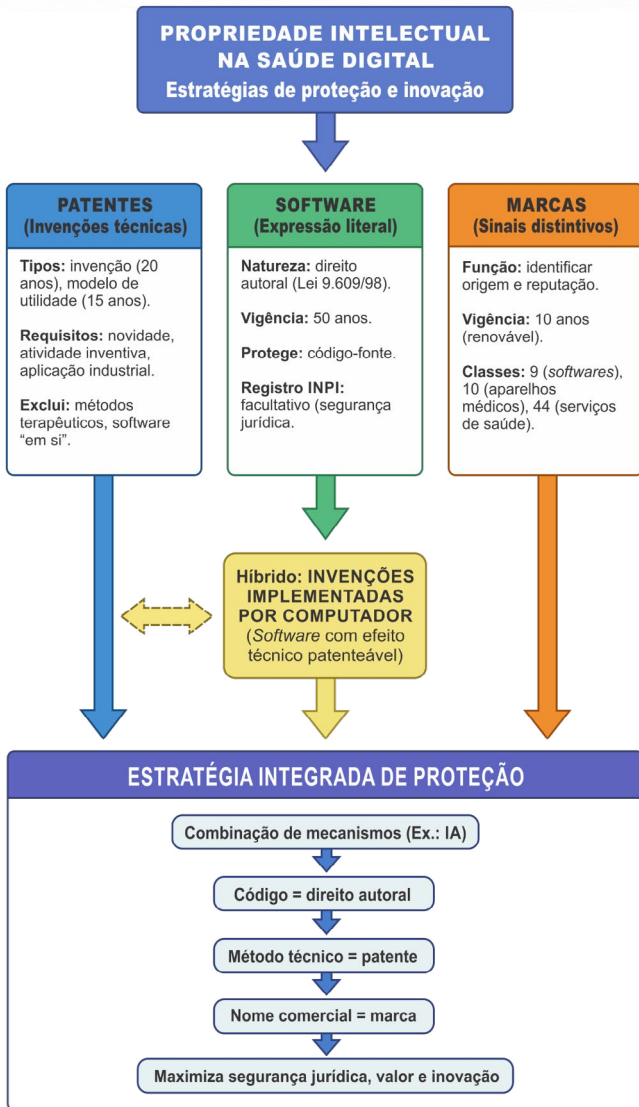 PROPRIEDADE INTELECTUAL
NA SAÚDE DIGITAL
Estratégias de proteção e inovação
PATENTES
(Invenções técnicas)
Tipos: invenção (20
anos), modelo de
utilidade (15 anos).
Requisitos: novidade,
atividade inventiva,
aplicação industrial.
Exclui: métodos
terapêuticos, software
“em si”.
SOFTWARE
(Expressão literal)
Natureza: direito
autoral (Lei 9.609/98).
Vigência: 50 anos.
Protege: código-fonte.
Registro INPI:
facultativo (segurança
jurídica.
MARCAS
(Sinais distintivos)
Função: identificar
origem e reputação.
Vigência: 10 anos
(renovável).
Classes: 9 (softwares),
10 (aparelhos
médicos), 44 (serviços
de saúde).
Híbrido: INVENÇÕES
IMPLEMENTADAS
POR COMPUTADOR
(Software com efeito
técnico patenteável)
ESTRATÉGIA INTEGRADA DE PROTEÇÃO
Combinação de mecanismos (Ex.: IA)
Código = direito autoral
Método técnico = patente
Nome comercial = marca
Maximiza segurança jurídica, valor e inovação